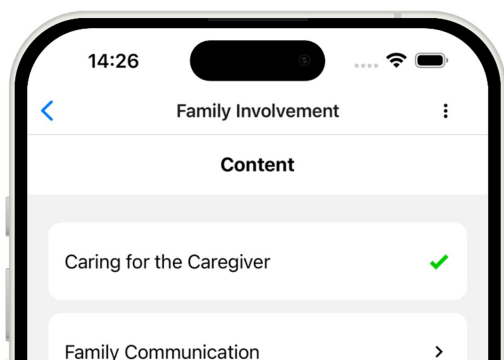 14:26
Family Involvement
Content
Caring for the Caregiver
Family Communication